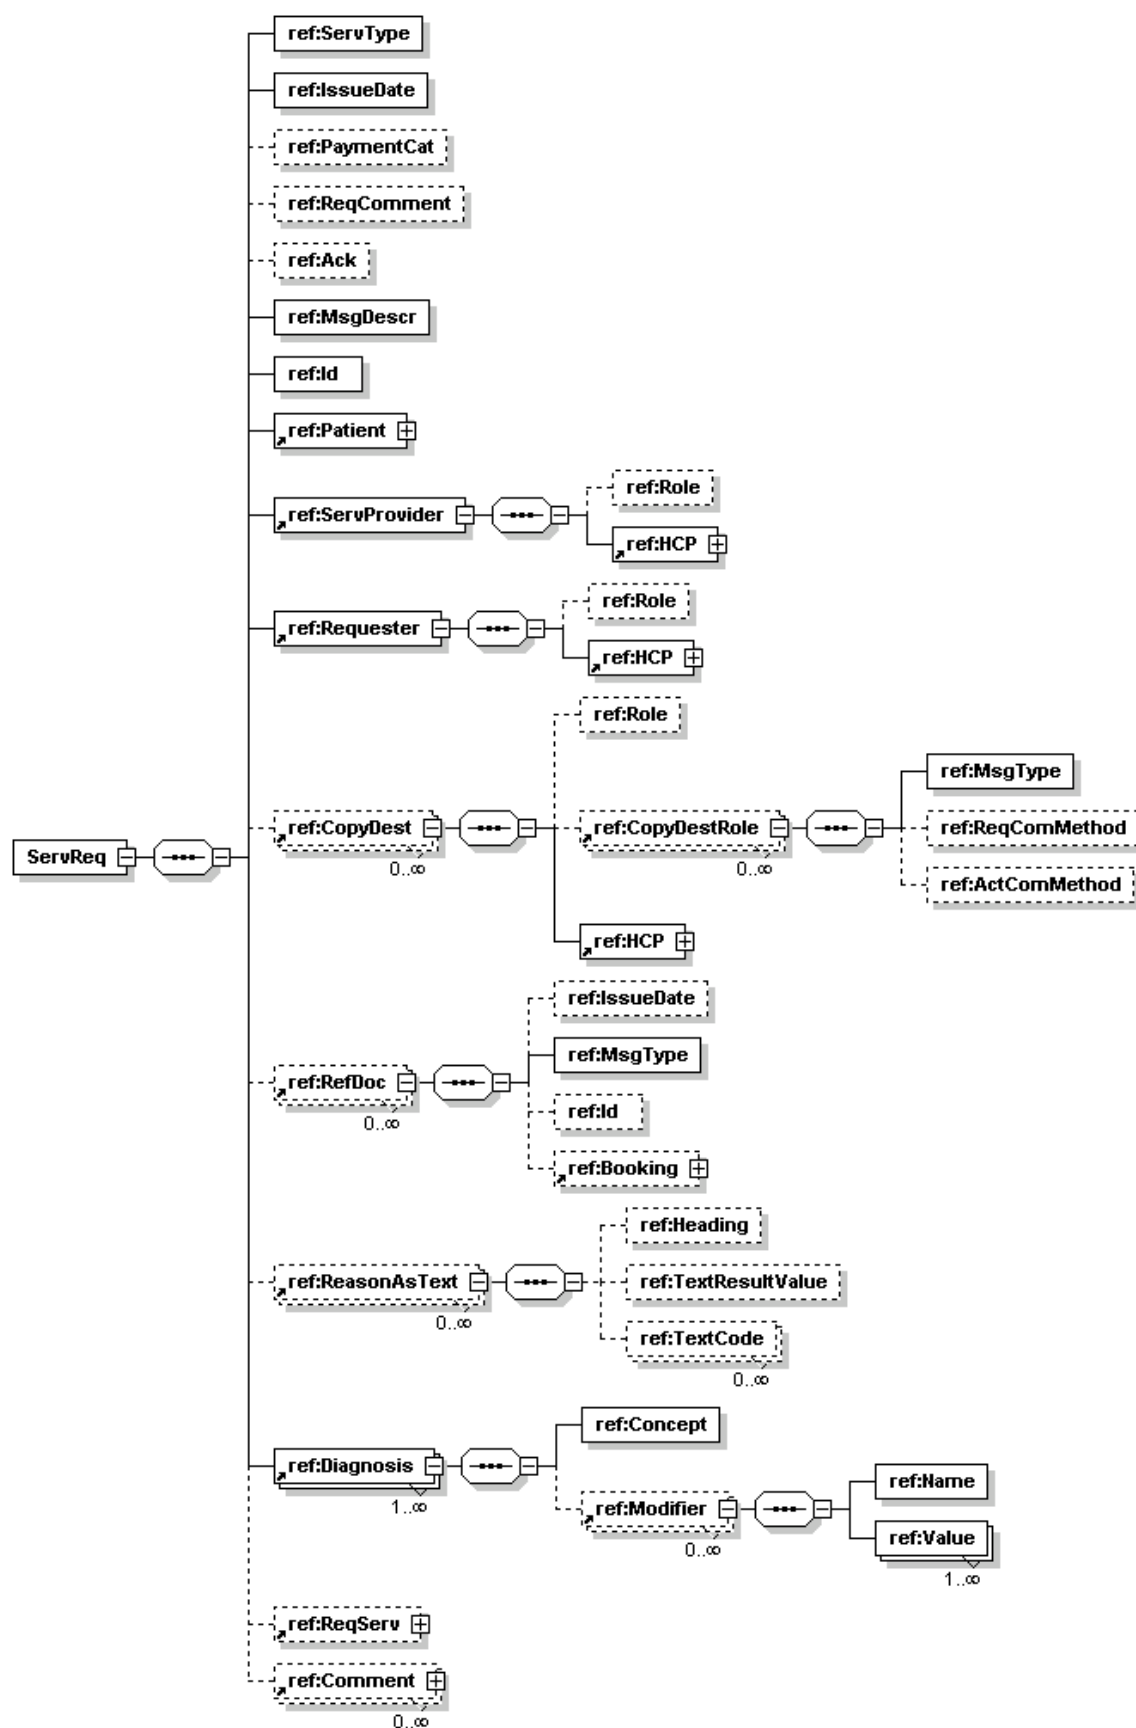 ref:ServType
ref:IssueDate
ref:PaymentCat
ref:ReqComment
ref:Ack
ref:MsgDescr
ref:Id
ref:Patient
ref:ServProvider
ref:Role
ref:HCP
ref:Requester
ref:Role
ref:HCP
ServReq
ref:CopyDest
0..∞
ref:Role
ref:CopyDestRole
0..∞
ref:MsgType
ref:ReqComMethod
ref:ActComMethod
ref:HCP
ref:RefDoc
0..∞
ref:IssueDate
ref:MsgType
ref:Id
ref:Booking
ref:ReasonAsText
0..∞
ref:Heading
ref:TextResultValue
ref:TextCode
0..∞
ref:Diagnosis
1..∞
ref:Concept
ref:Modifier
0..∞
ref:Name
ref:Value
1..∞
ref:ReqServ
ref:Comment
0..∞